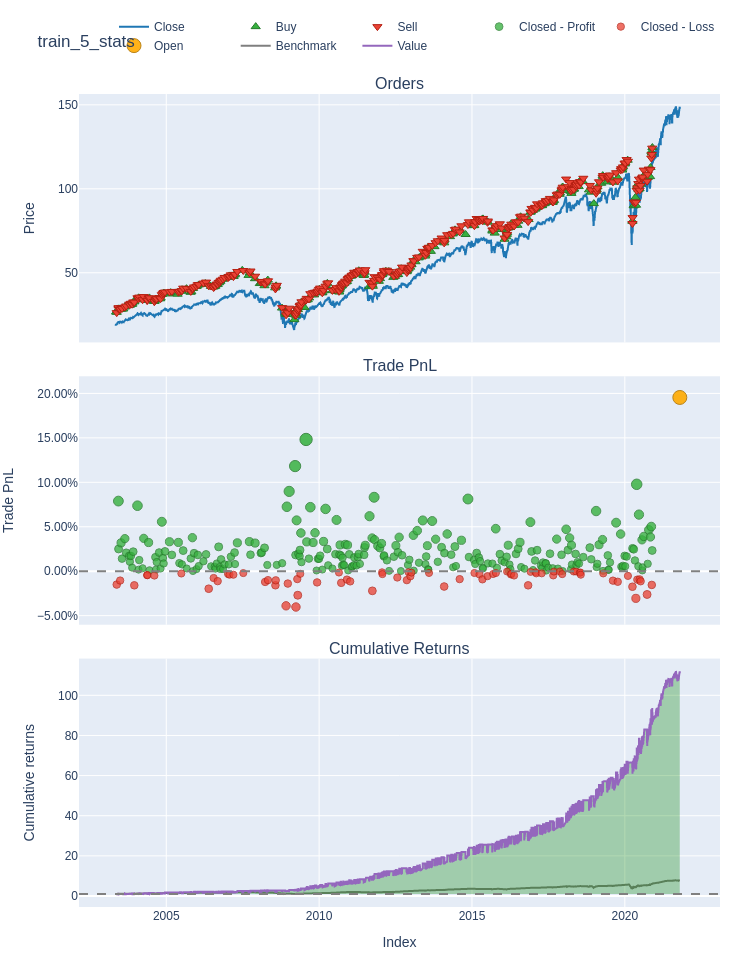 train_5_stats
Close
Buy
Sell
Closed - Profit
Closed - Loss
Open
Benchmark
Value
Orders
Price
150
100
50
Trade PnL
Trade PnL
20.00%
15.00%
10.00%
5.00%
0.00%
−5.00%
Cumulative Returns
Cumulative returns
100
80
60
40
20
0
2005
2010
2015
2020
Index